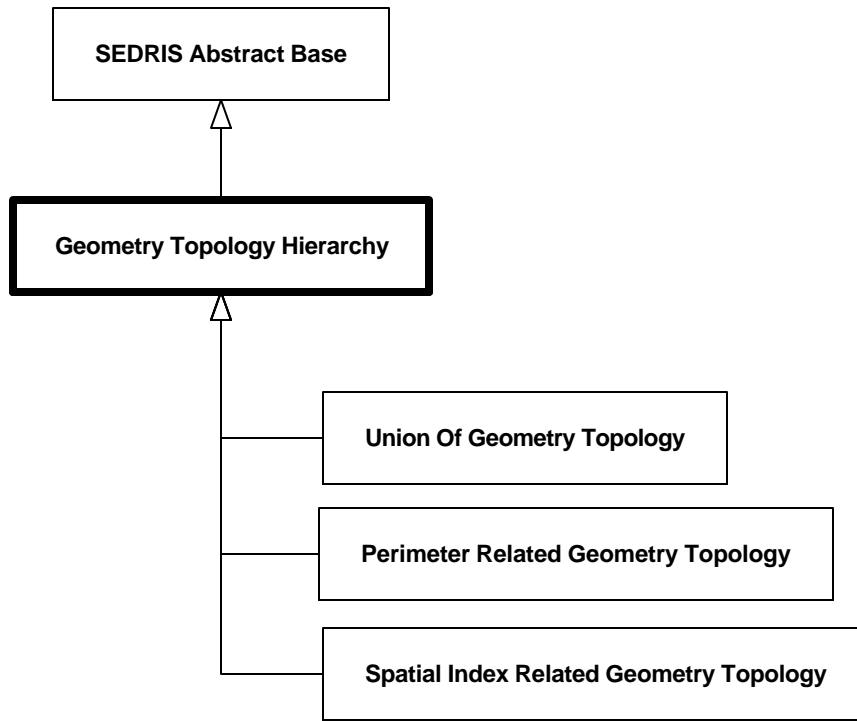 SEDRIS Abstract Base
Geometry Topology Hierarchy
Union Of Geometry Topology
Perimeter Related Geometry Topology
Spatial Index Related Geometry Topology